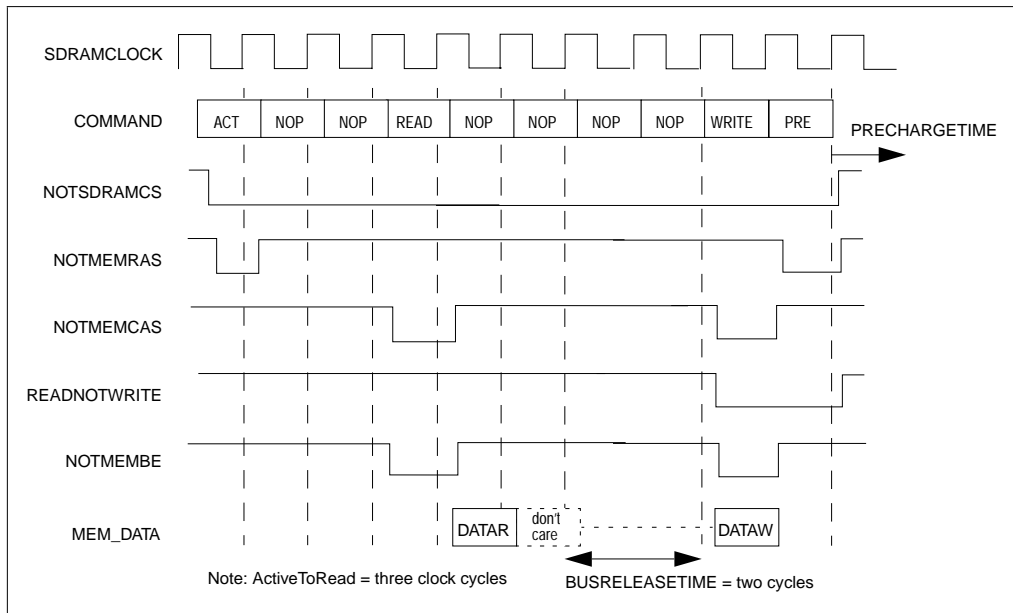 SDRAMCLOCK
COMMAND ACT NOP NOP READ NOP NOP NOP NOP WRITE PRE
PRECHARGETIME
NOTSDRAMCS
NOTMEMRAS
NOTMEMCAS
READNOTWRITE
NOTMEMBE
MEM_DATA DATAR don't DATAW
care
Note: ActiveToRead = three clock cycles BUSRELEASETIME = two cycles